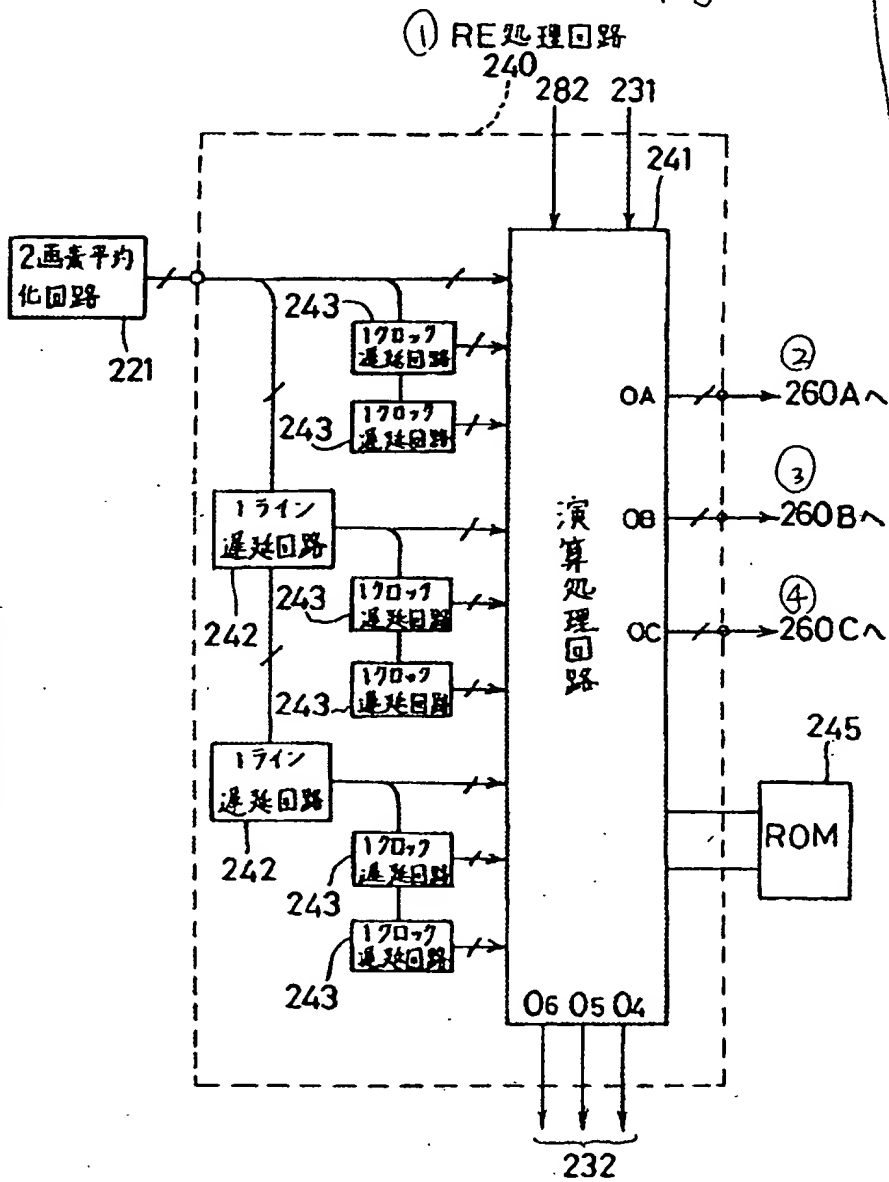 ① RE処理回路
240
282 231
241
2画素平均
化回路
221
243
1クロック
遅延回路
243
1クロック
遅延回路
1ライン
遅延回路
242
243
1クロック
遅延回路
243
1クロック
遅延回路
1ライン
遅延回路
242
243
1クロック
遅延回路
243
1クロック
遅延回路
演算処理回路
OA
②
260Aへ
OB
③
260Bへ
OC
④
260Cへ
245
ROM
O6 O5 O4
232